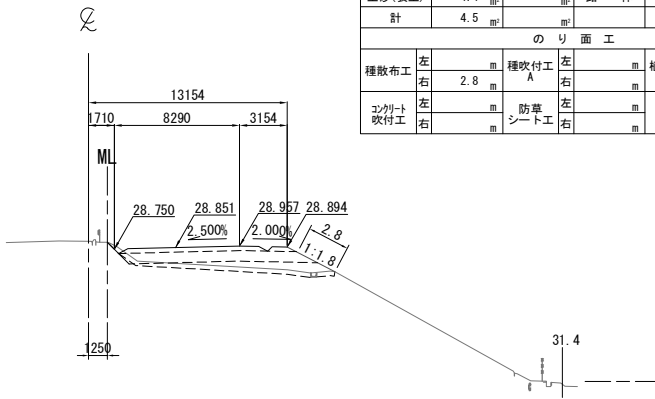 計 4.5 m² m²
のり面工
種散布工 左 m 種吹付工A 左 m
右 2.8 m 右 m
コンクリート吹付工 左 m 防草シート工 左 m
右 m 右 m
13154
1710 8290 3154
ML
28.750 28.851 28.957 28.894
2.500% 2.000% 2.8
1:1.8
31.4
1250